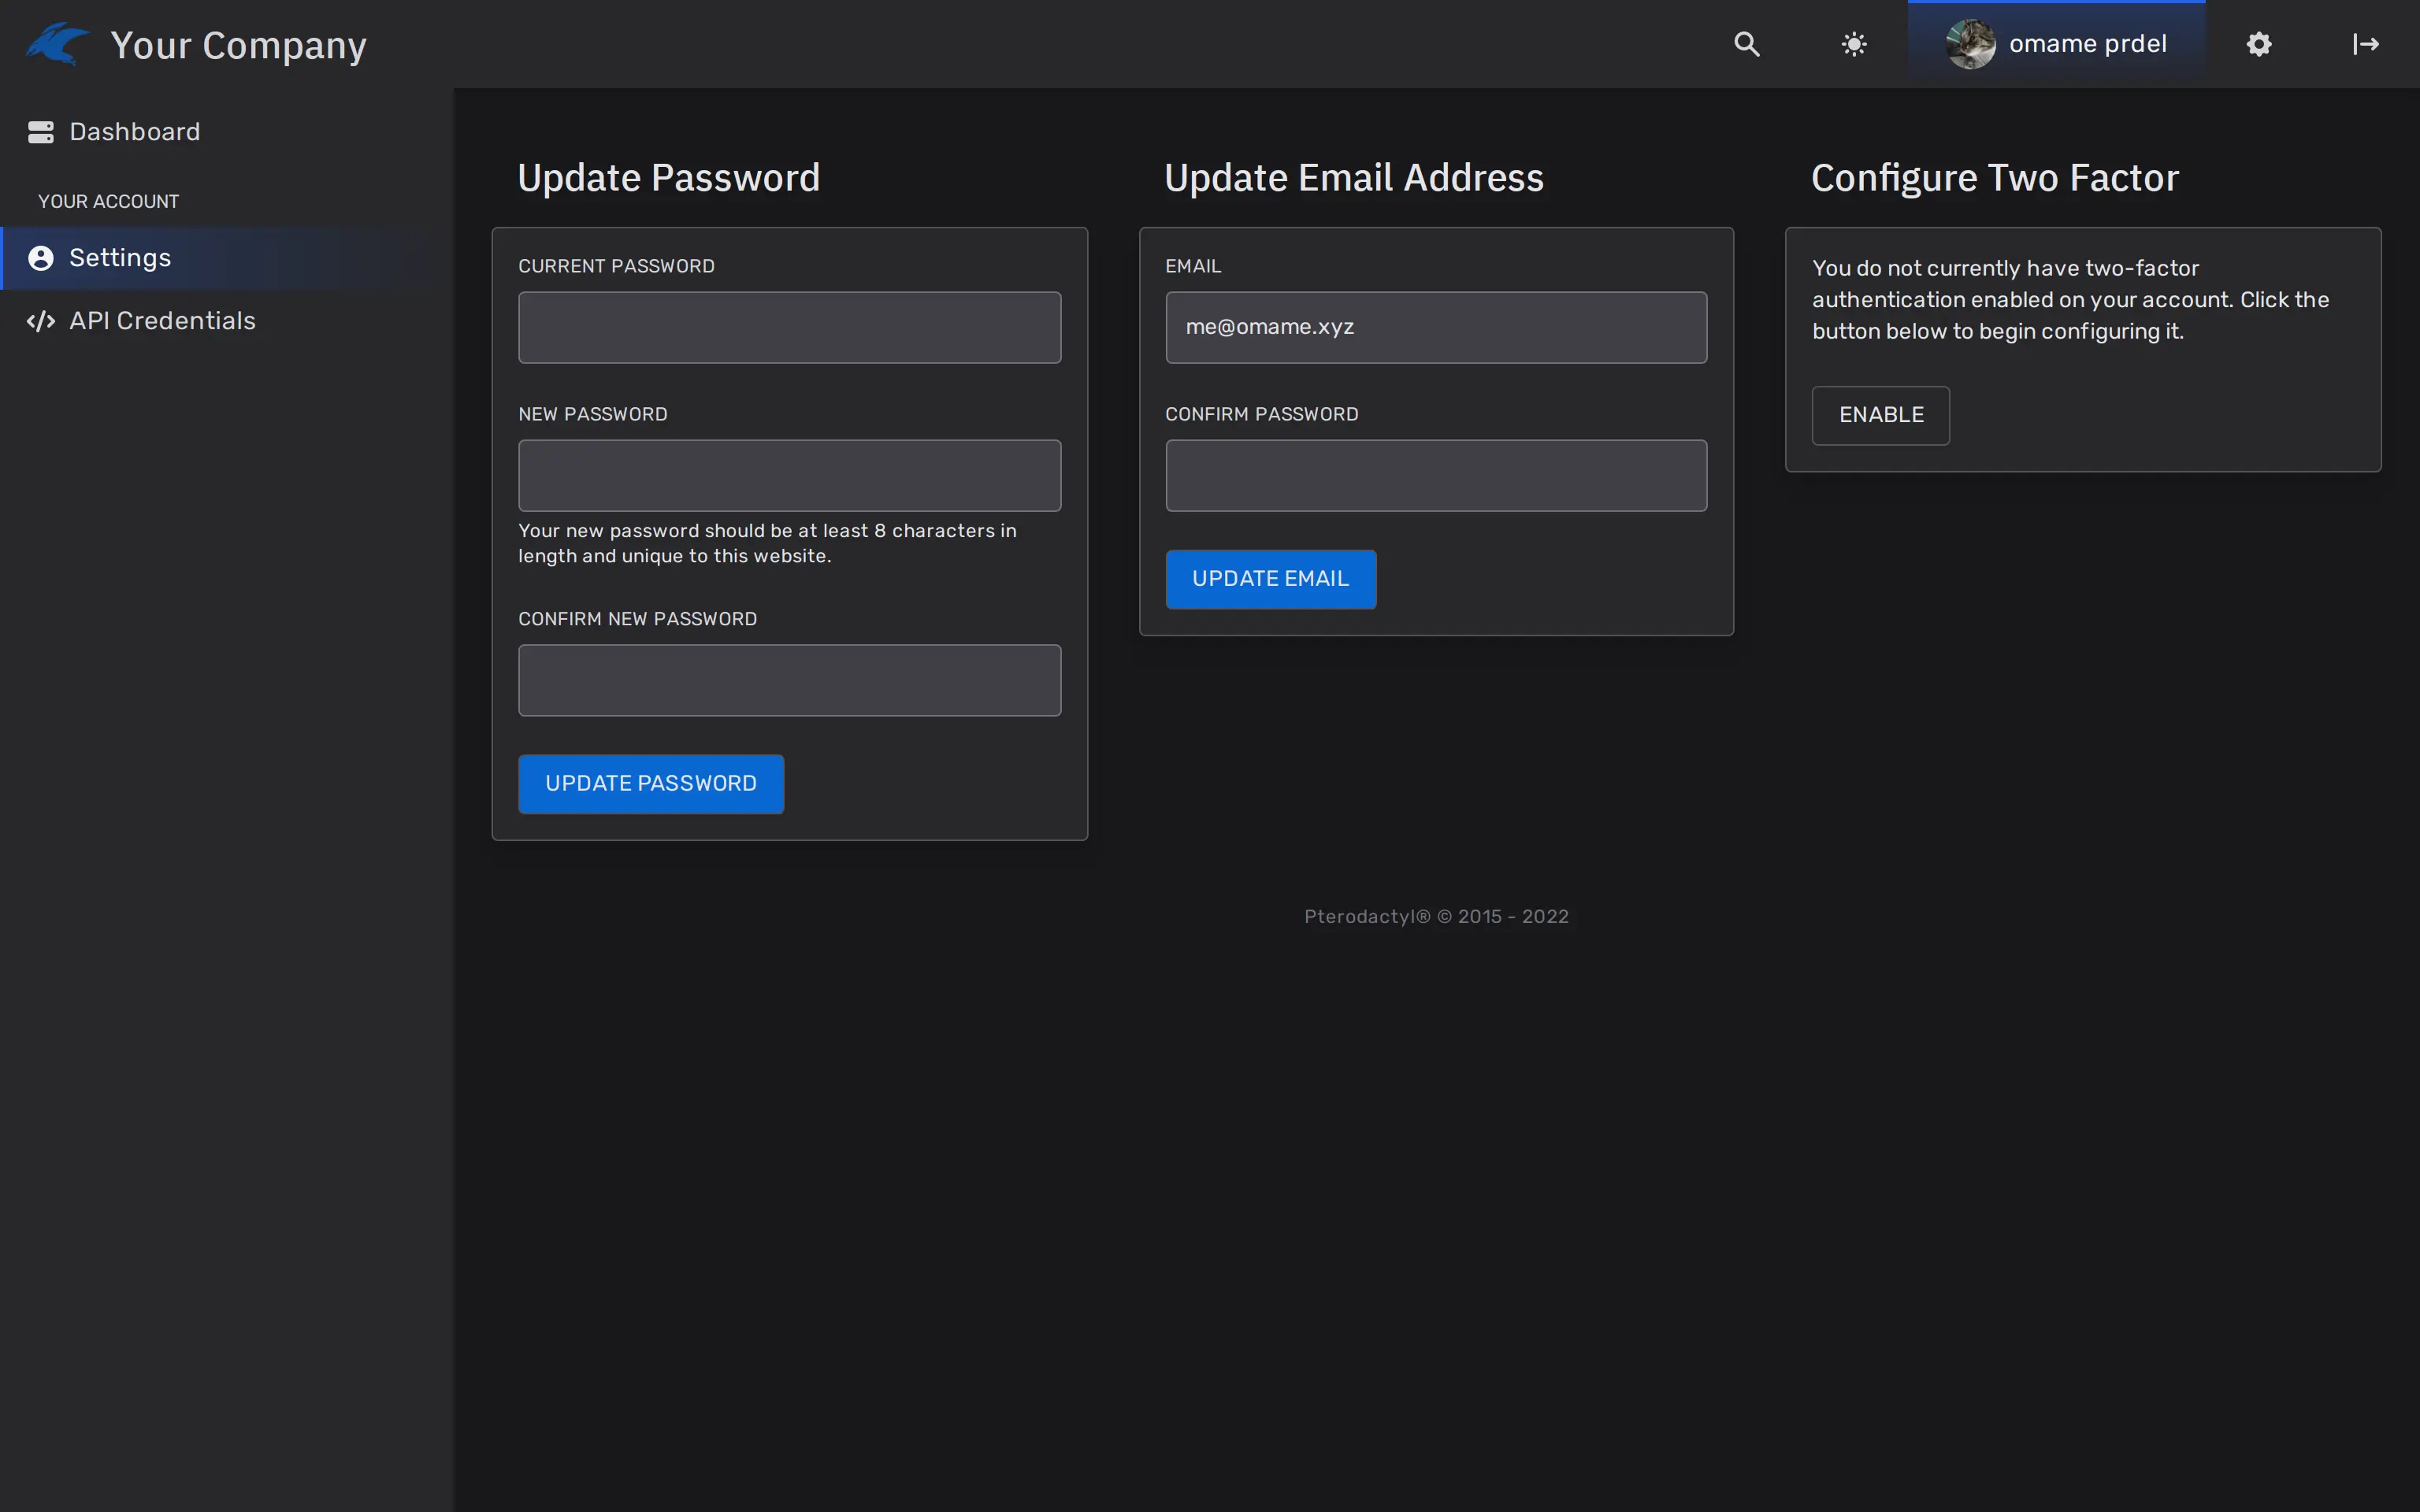 Your Company
omame prdel
Dashboard
YOUR ACCOUNT
Settings
API Credentials
Update Password
CURRENT PASSWORD
NEW PASSWORD
Your new password should be at least 8 characters in
length and unique to this website.
CONFIRM NEW PASSWORD
UPDATE PASSWORD
Update Email Address
EMAIL
me@omame.xyz
CONFIRM PASSWORD
UPDATE EMAIL
Configure Two Factor
You do not currently have two-factor
authentication enabled on your account. Click the
button below to begin configuring it.
ENABLE
Pterodactyl® © 2015 - 2022